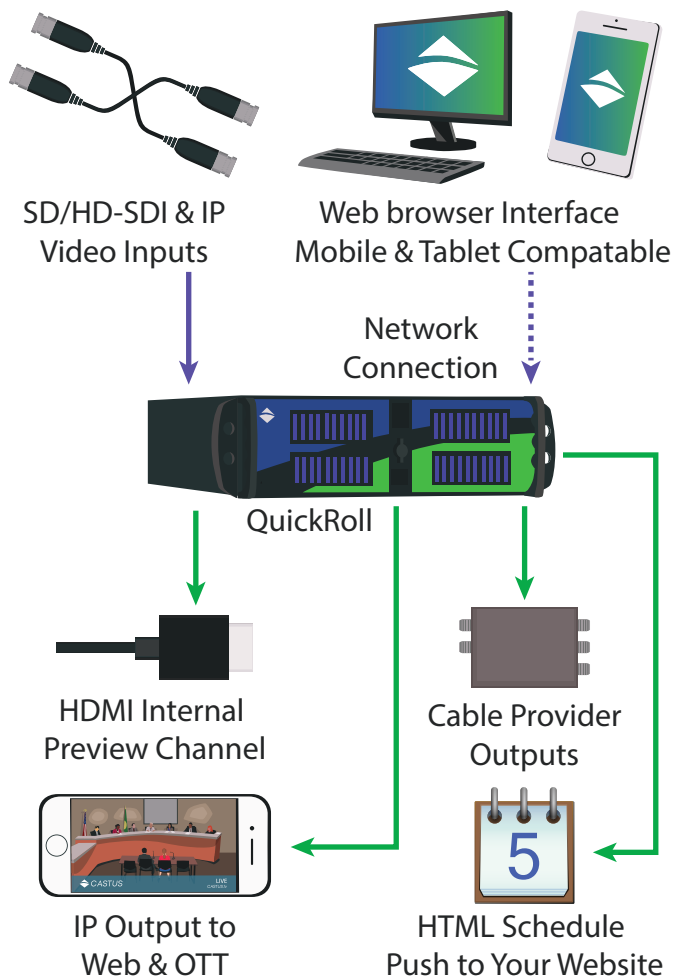 SD/HD-SDI & IP
Video Inputs
Web browser Interface
Mobile & Tablet Compatable
Network
Connection
QuickRoll
HDMI Internal
Preview Channel
Cable Provider
Outputs
CASTUS
LIVE
5
IP Output to
Web & OTT
HTML Schedule
Push to Your Website